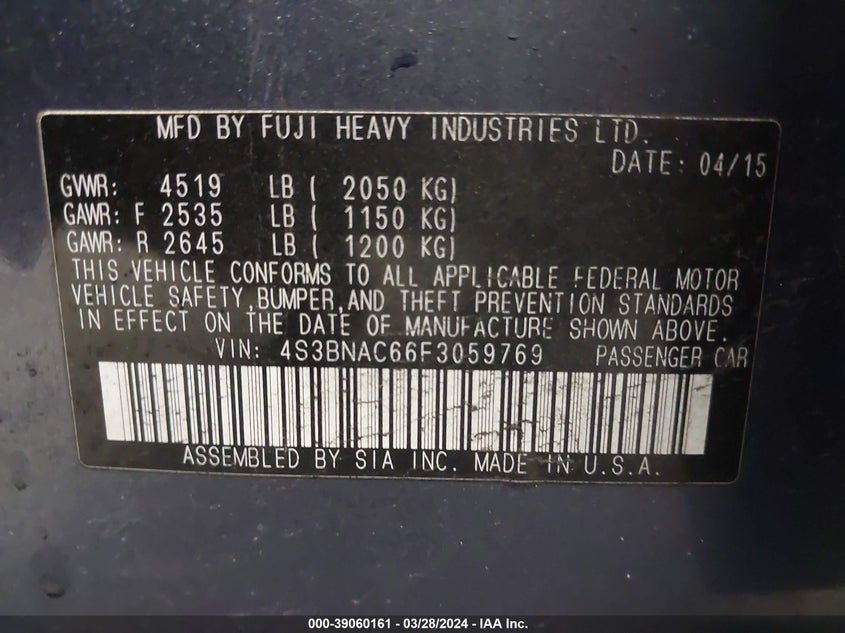 MFD BY FUJI HEAVY INDUSTRIES LTD.
DATE: 04/15
GVWR: 4519 LB ( 2050 KG)
GAWR: F 2535 LB ( 1150 KG)
GAWR: R 2645 LB ( 1200 KG)
THIS VEHICLE CONFORMS TO ALL APPLICABLE FEDERAL MOTOR
VEHICLE SAFETY, BUMPER, AND THEFT PREVENTION STANDARDS
IN EFFECT ON THE DATE OF MANUFACTURE SHOWN ABOVE.
VIN: 4S3BNAC66F3059769 PASSENGER CAR
ASSEMBLED BY SIA INC. MADE IN U.S.A.
000-39060161 - 03/28/2024 - IAA Inc.